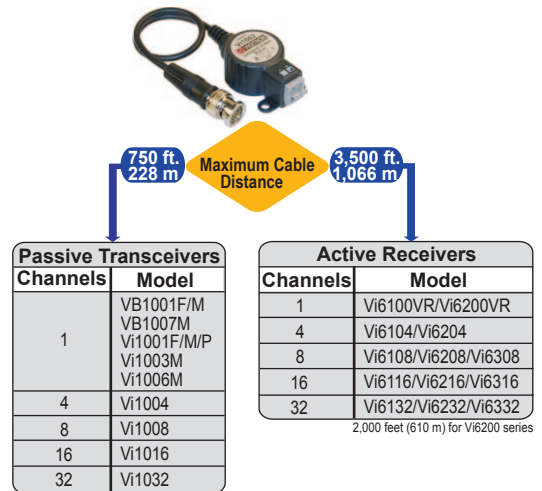 750 ft.
228 m
Maximum Cable
Distance
3,500 ft.
1,066 m
Passive Transceivers
Channels Model
1
VB1001F/M
VB1007M
Vi1001F/M/P
Vi1003M
Vi1006M
4 Vi1004
8 Vi1008
16 Vi1016
32 Vi1032
Active Receivers
Channels Model
1 Vi6100VR/Vi6200VR
4 Vi6104/Vi6204
8 Vi6108/Vi6208/Vi6308
16 Vi6116/Vi6216/Vi6316
32 Vi6132/Vi6232/Vi6332
2,000 feet (610 m) for Vi6200 series